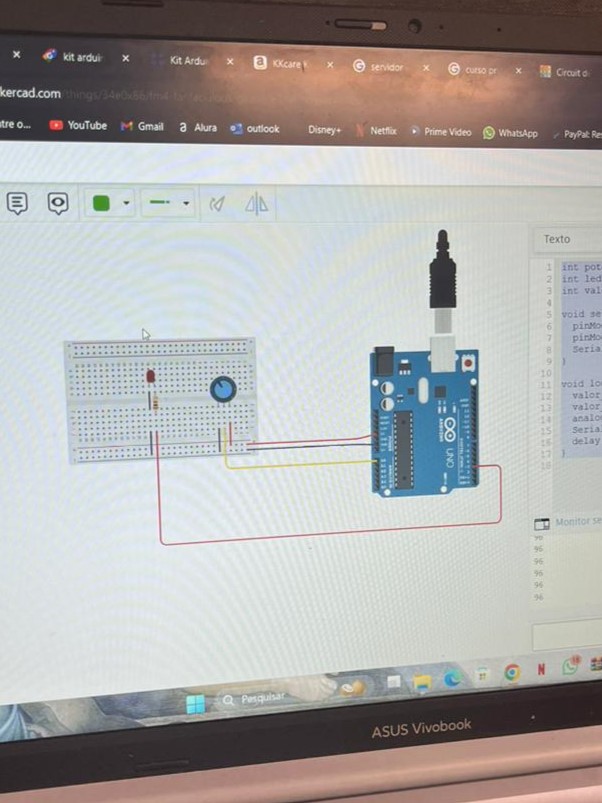 kit ardui
Kit Ardu
KKcare
servidor
curso pr
Circuit d
kercad.com/things/
tre o...
YouTube
Gmail
Alura
outlook
Disney+
Netflix
Prime Video
WhatsApp
PayPal: Re
Texto
1 int pot
2 int led
3 int val
4
5 void se
6 pinMo
7 pinMo
8 Seria
9 }
10
11 void lo
12 valor
13 valor
14 analo
15 Seria
16 delay
17 }
18
ARDUINO
UNO
Monitor se
96
96
96
96
96
96
Pesquisar
ASUS Vivobook